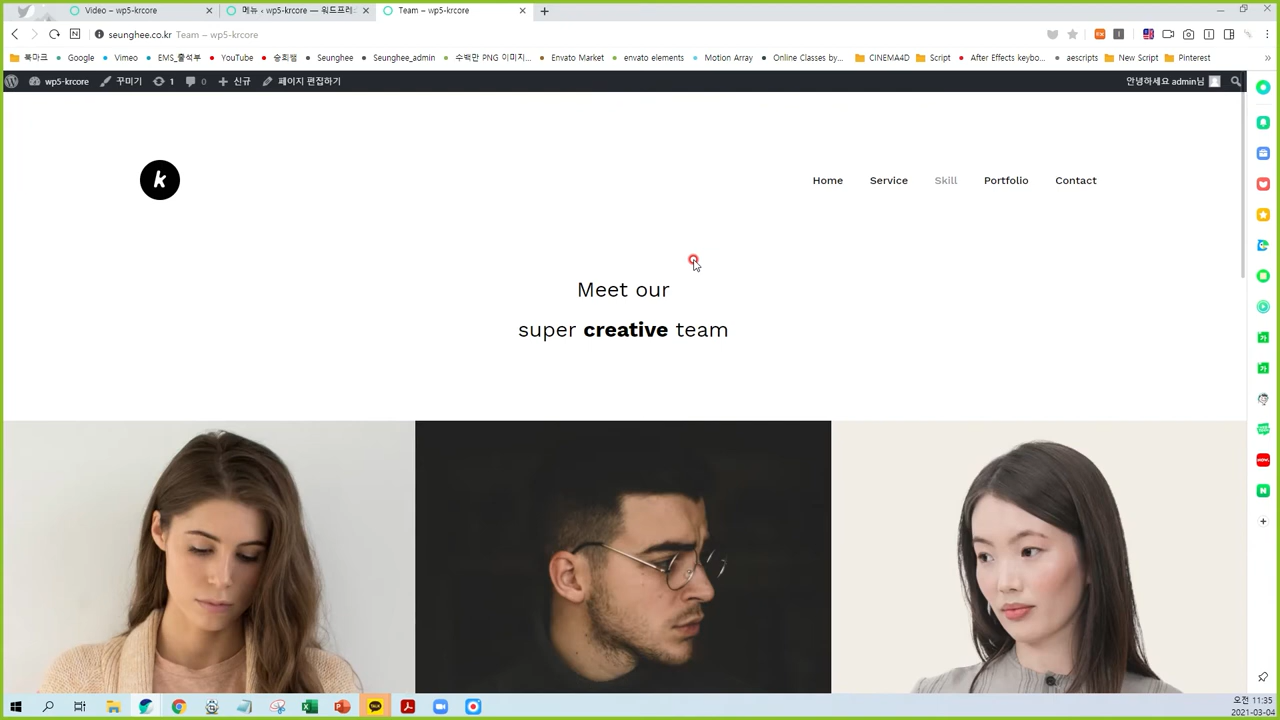 Video – wp5-krcore
메뉴 ‹ wp5-krcore — 워드프레:
Team – wp5-krcore
seunghee.co.kr Team – wp5-krcore
북마크
Google
Vimeo
EMS_출석부
YouTube
승희쌤
Seunghee
Seunghee_admin
수백만 PNG 이미지...
Envato Market
envato elements
Motion Array
Online Classes by...
CINEMA4D
Script
After Effects keybo...
aescripts
New Script
Pinterest
wp5-krcore
꾸미기
1
0
신규
페이지 편집하기
안녕하세요 admin님
k
Home
Service
Skill
Portfolio
Contact
Meet our
super creative team
TALK
오전 11:35
2021-03-04